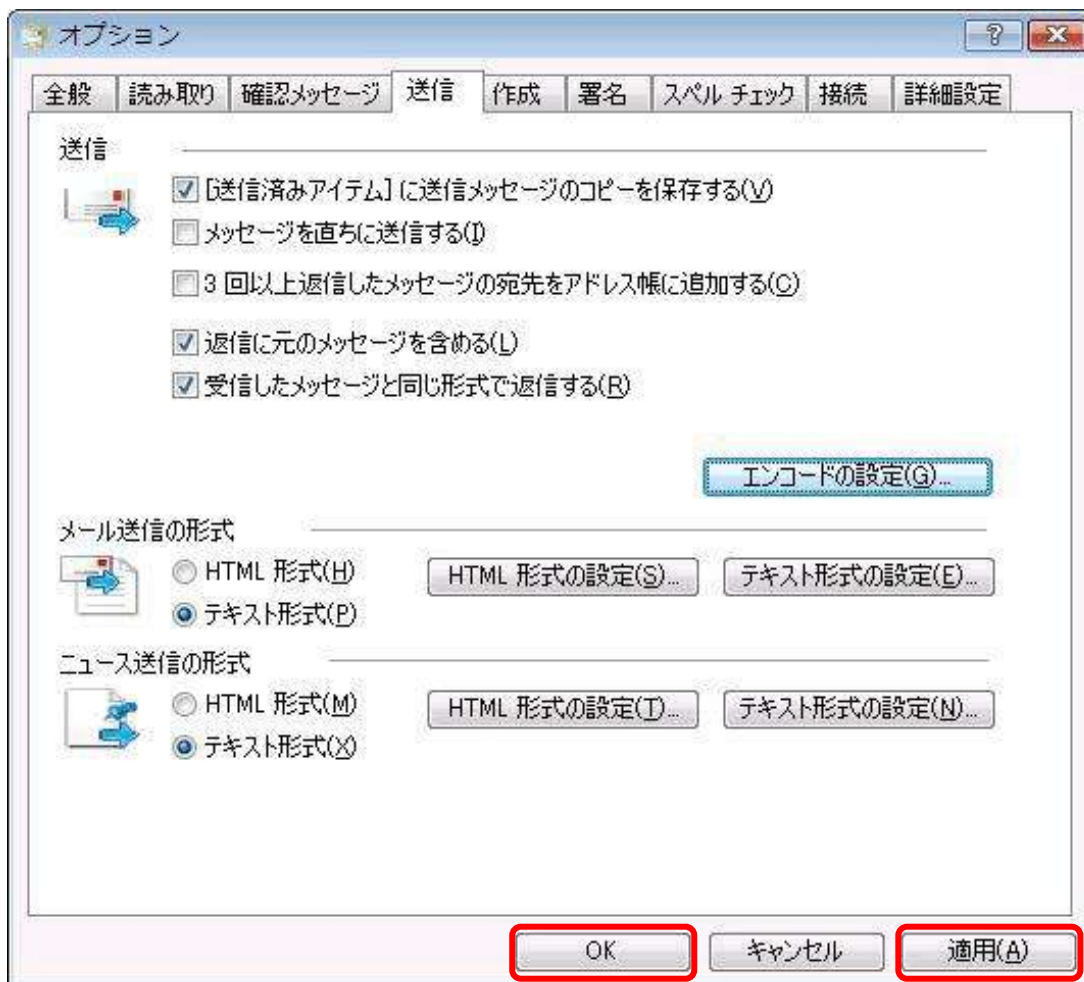 オプション
全般 読み取り 確認メッセージ 送信 作成 署名 スペル チェック 接続 詳細設定
送信
[送信済みアイテム] に送信メッセージのコピーを保存する(V)
メッセージを直ちに送信する(I)
3 回以上返信したメッセージの宛先をアドレス帳に追加する(C)
返信に元のメッセージを含める(L)
受信したメッセージと同じ形式で返信する(R)
エンコードの設定(G)...
メール送信の形式
HTML 形式(H) HTML 形式の設定(S)... テキスト形式の設定(E)...
テキスト形式(P)
ニュース送信の形式
HTML 形式(M) HTML 形式の設定(T)... テキスト形式の設定(N)...
テキスト形式(X)
OK キャンセル 適用(A)